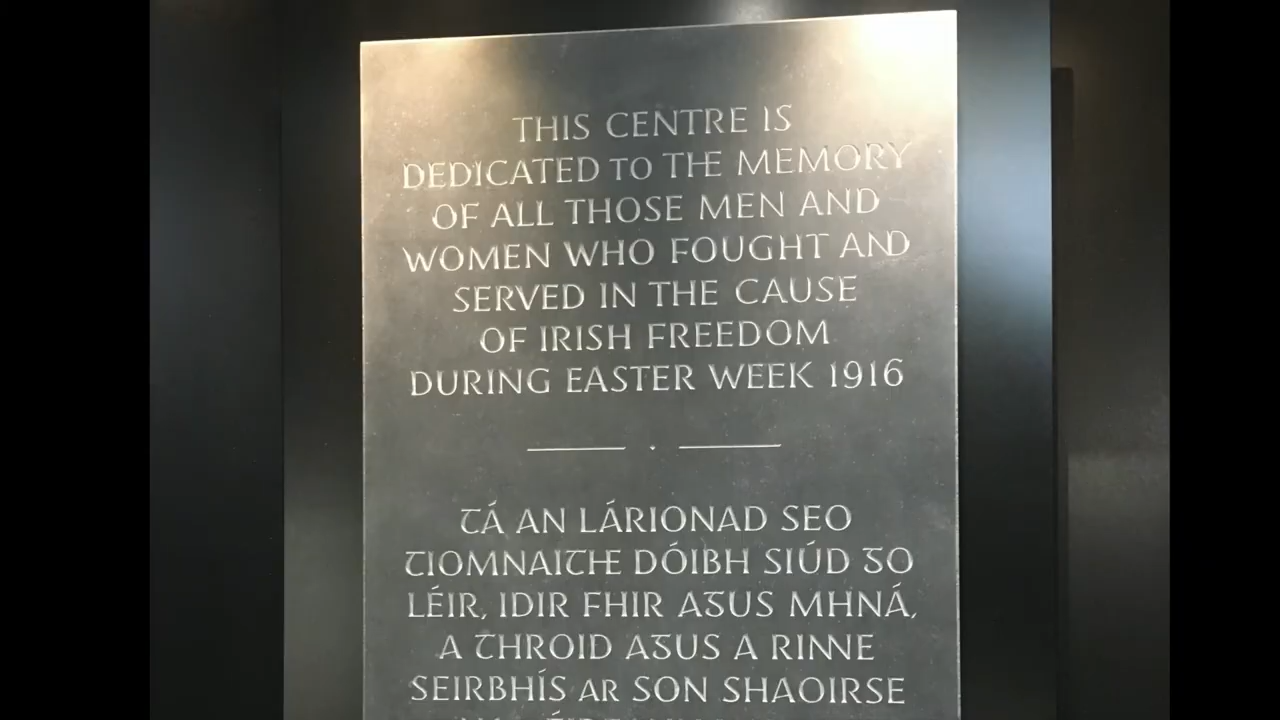 THIS CENTRE IS
DEDICATED TO THE MEMORY
OF ALL THOSE MEN AND
WOMEN WHO FOUGHT AND
SERVED IN THE CAUSE
OF IRISH FREEDOM
DURING EASTER WEEK 1916
TÁ AN LÁRIONAD SEO
TIOMNAITHE DÓIBH SIÚD GO
LÉIR, IDIR FHIR AGUS MHNÁ,
A THROID AGUS A RINNE
SEIRBHÍS AR SON SHAOIRSE